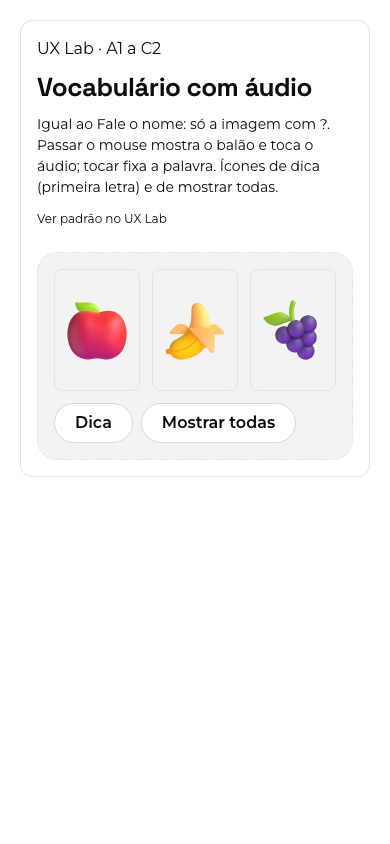 UX Lab · A1 a C2
Vocabulário com áudio
Igual ao Fale o nome: só a imagem com ?.
Passar o mouse mostra o balão e toca o
áudio; tocar fixa a palavra. Ícones de dica
(primeira letra) e de mostrar todas.
Ver padrão no UX Lab
Dica
Mostrar todas